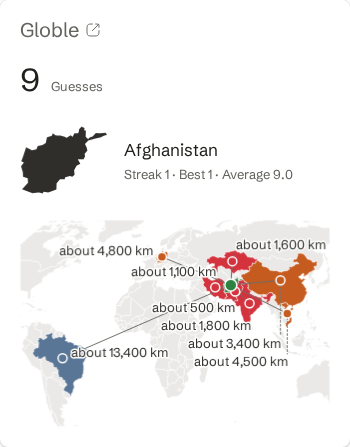 Globle
9 Guesses
Afghanistan
Streak 1 · Best 1 · Average 9.0
about 1,600 km
about 4,800 km
about 1,100 km
about 500 km
about 1,800 km
about 3,400 km
about 13,400 km
about 4,500 km